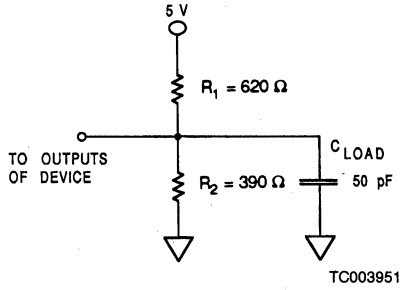 5 V
R1 = 620 Ω
TO OUTPUTS
OF DEVICE
R2 = 390 Ω
CLOAD
50 pF
TC003951